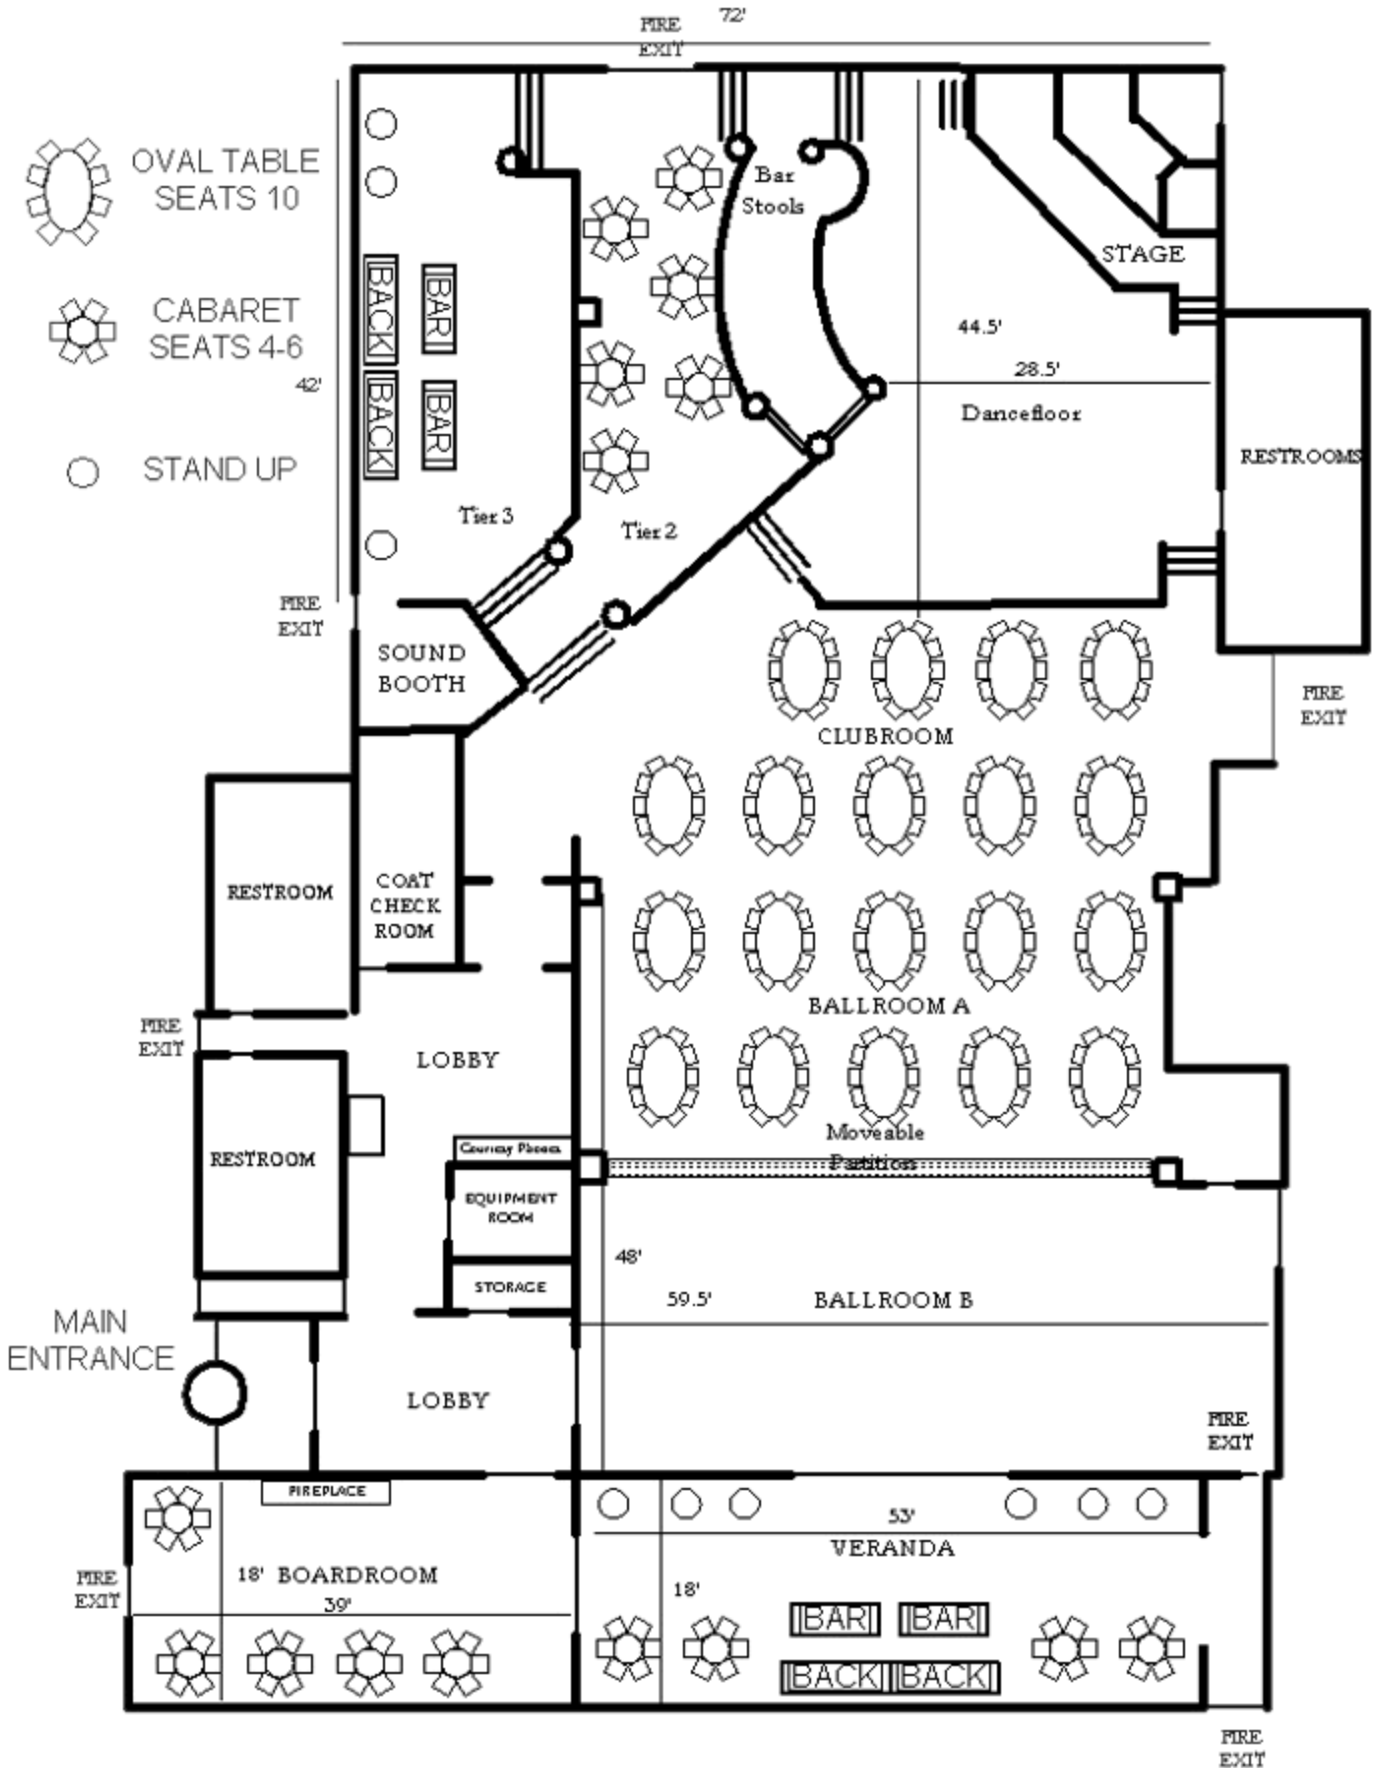 72'
FIRE
EXIT
OVAL TABLE
SEATS 10
Bar
Stools
STAGE
CABARET
SEATS 4-6
BACK
BAR
44.5'
28.5'
42'
BACK
BAR
Dancefloor
STAND UP
RESTROOMS
Tier 3
Tier 2
FIRE
EXIT
SOUND
BOOTH
FIRE
EXIT
CLUBROOM
RESTROOM
COAT
CHECK
ROOM
BALLROOM A
FIRE
EXIT
LOBBY
Moveable
Partition
Courtesy Phones
RESTROOM
EQUIPMENT
ROOM
48'
STORAGE
59.5'
BALLROOM B
MAIN
ENTRANCE
LOBBY
FIRE
EXIT
FIREPLACE
53'
VERANDA
FIRE
EXIT
18' BOARDROOM
39'
18'
BAR
BAR
BACK
BACK
FIRE
EXIT